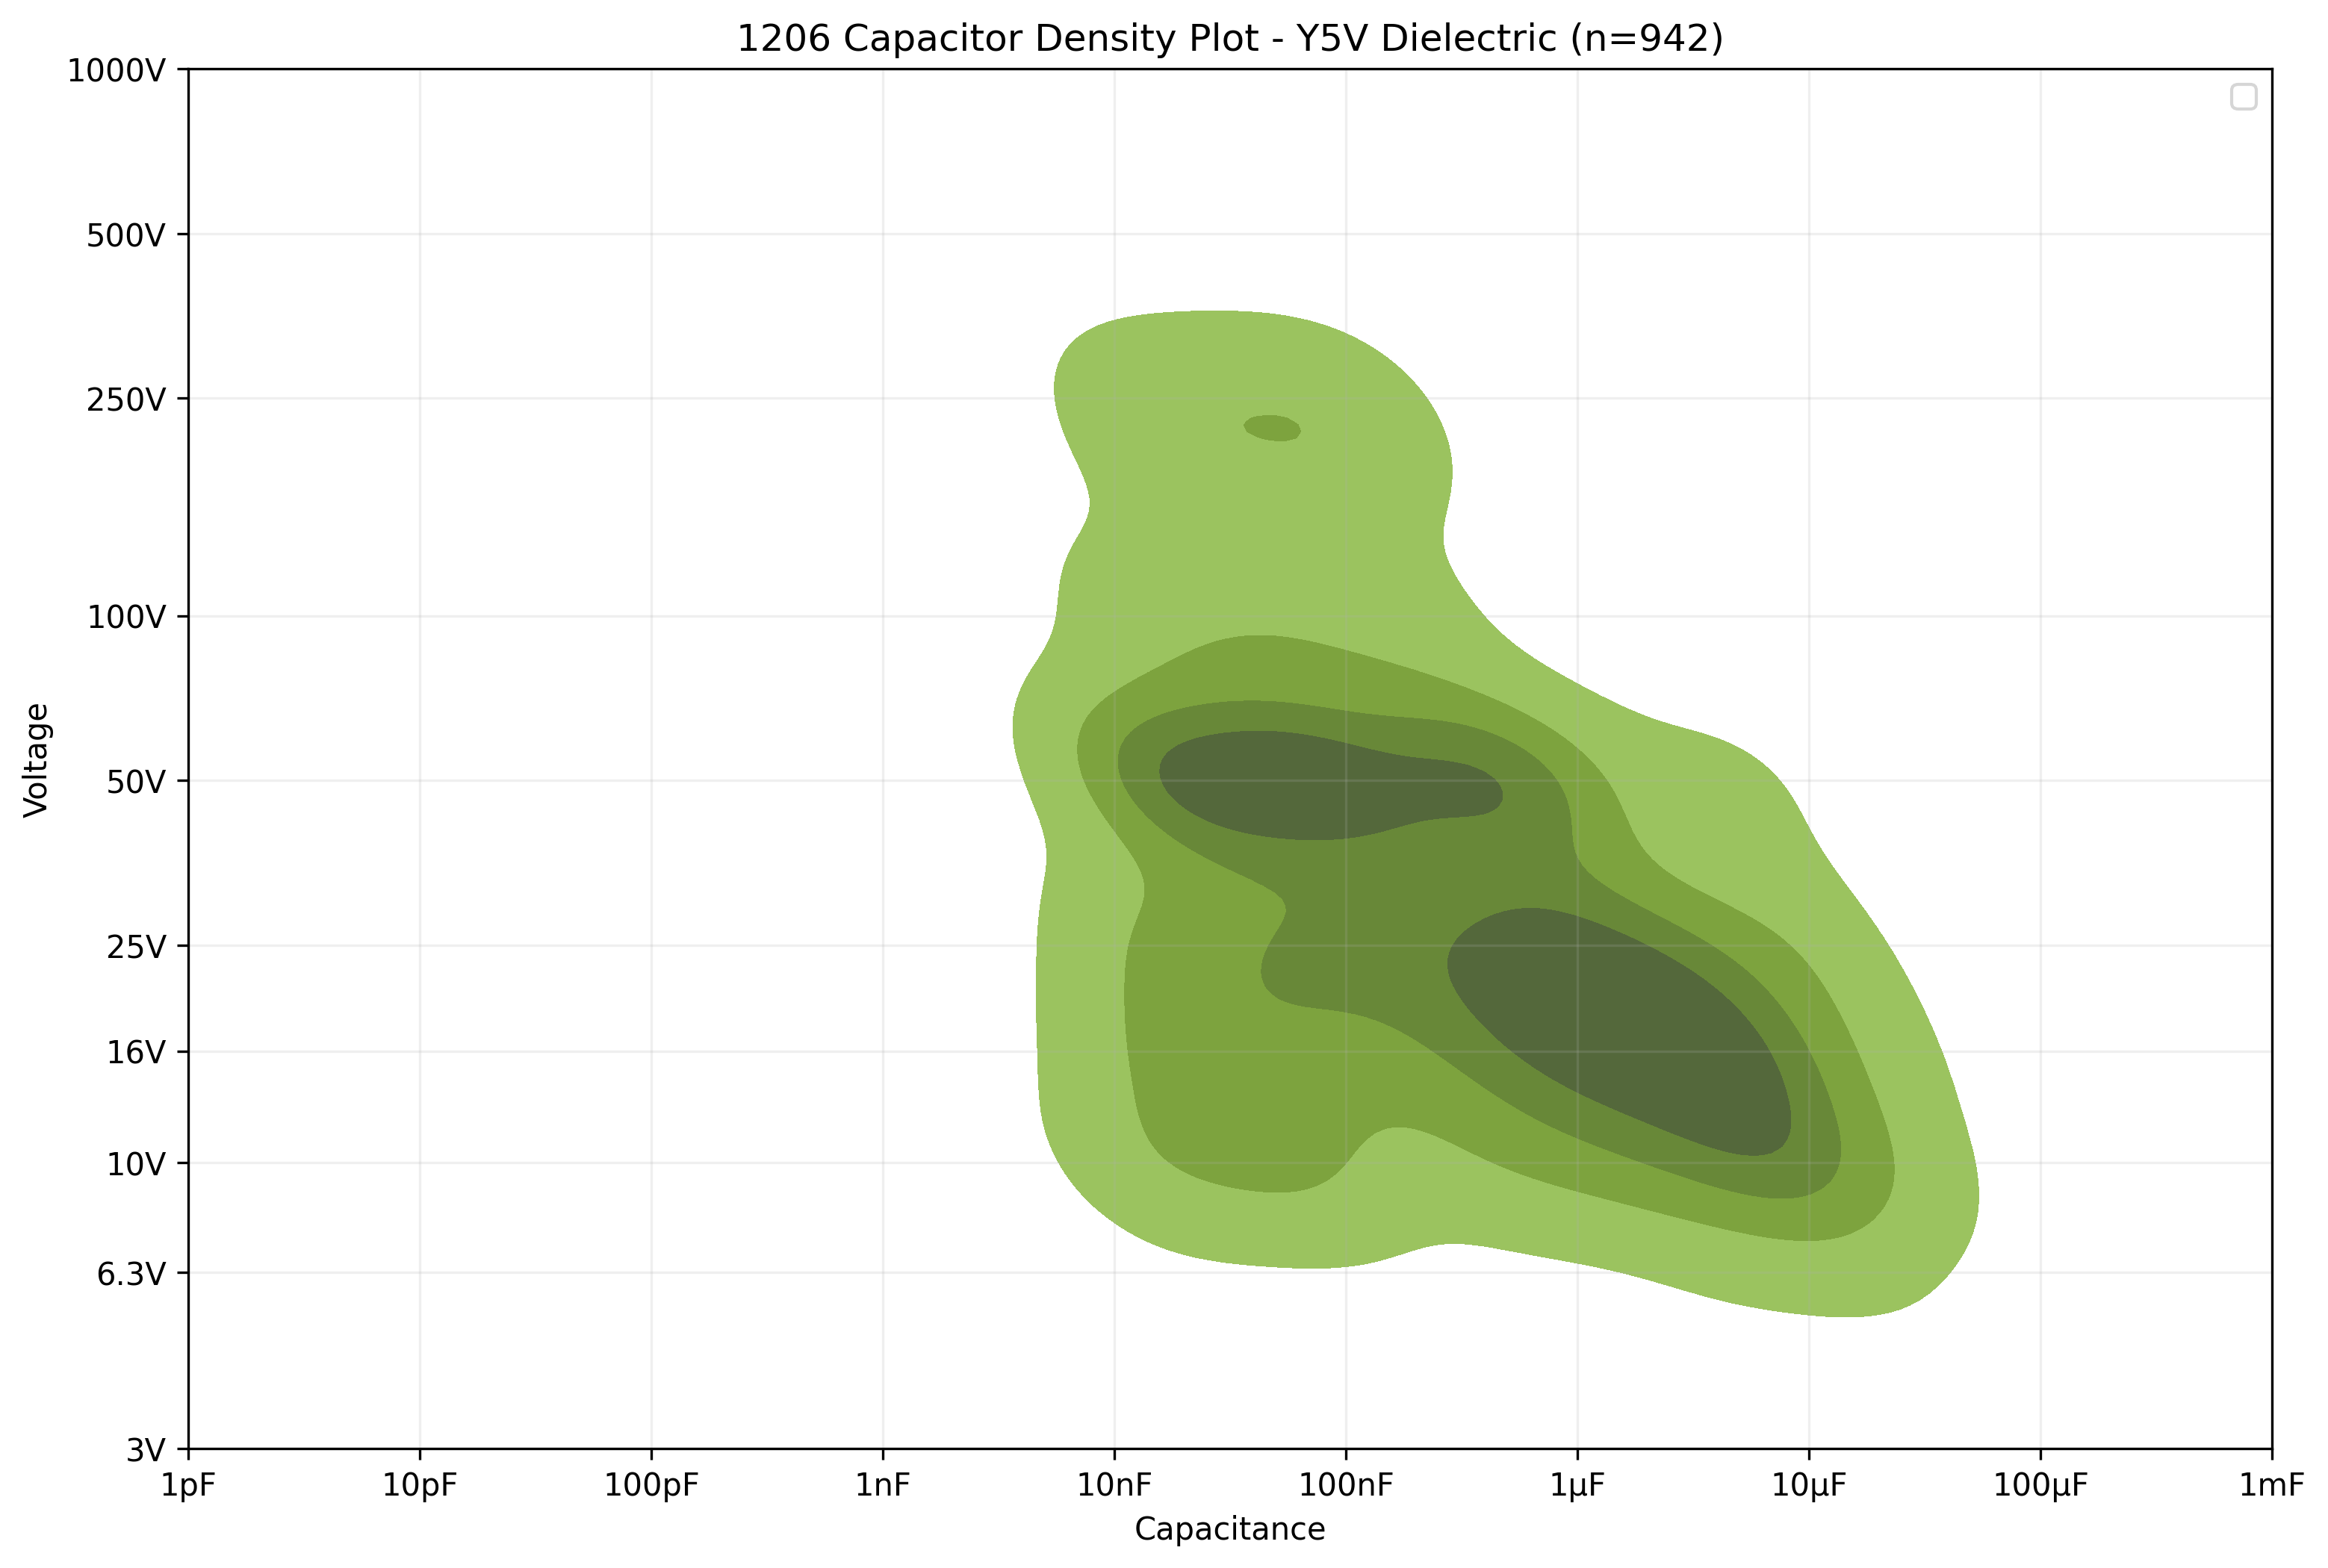 1206 Capacitor Density Plot - Y5V Dielectric (n=942)
1000V
500V
250V
100V
50V
25V
16V
10V
6.3V
3V
Voltage
1pF 10pF 100pF 1nF 10nF 100nF 1μF 10μF 100μF 1mF
Capacitance